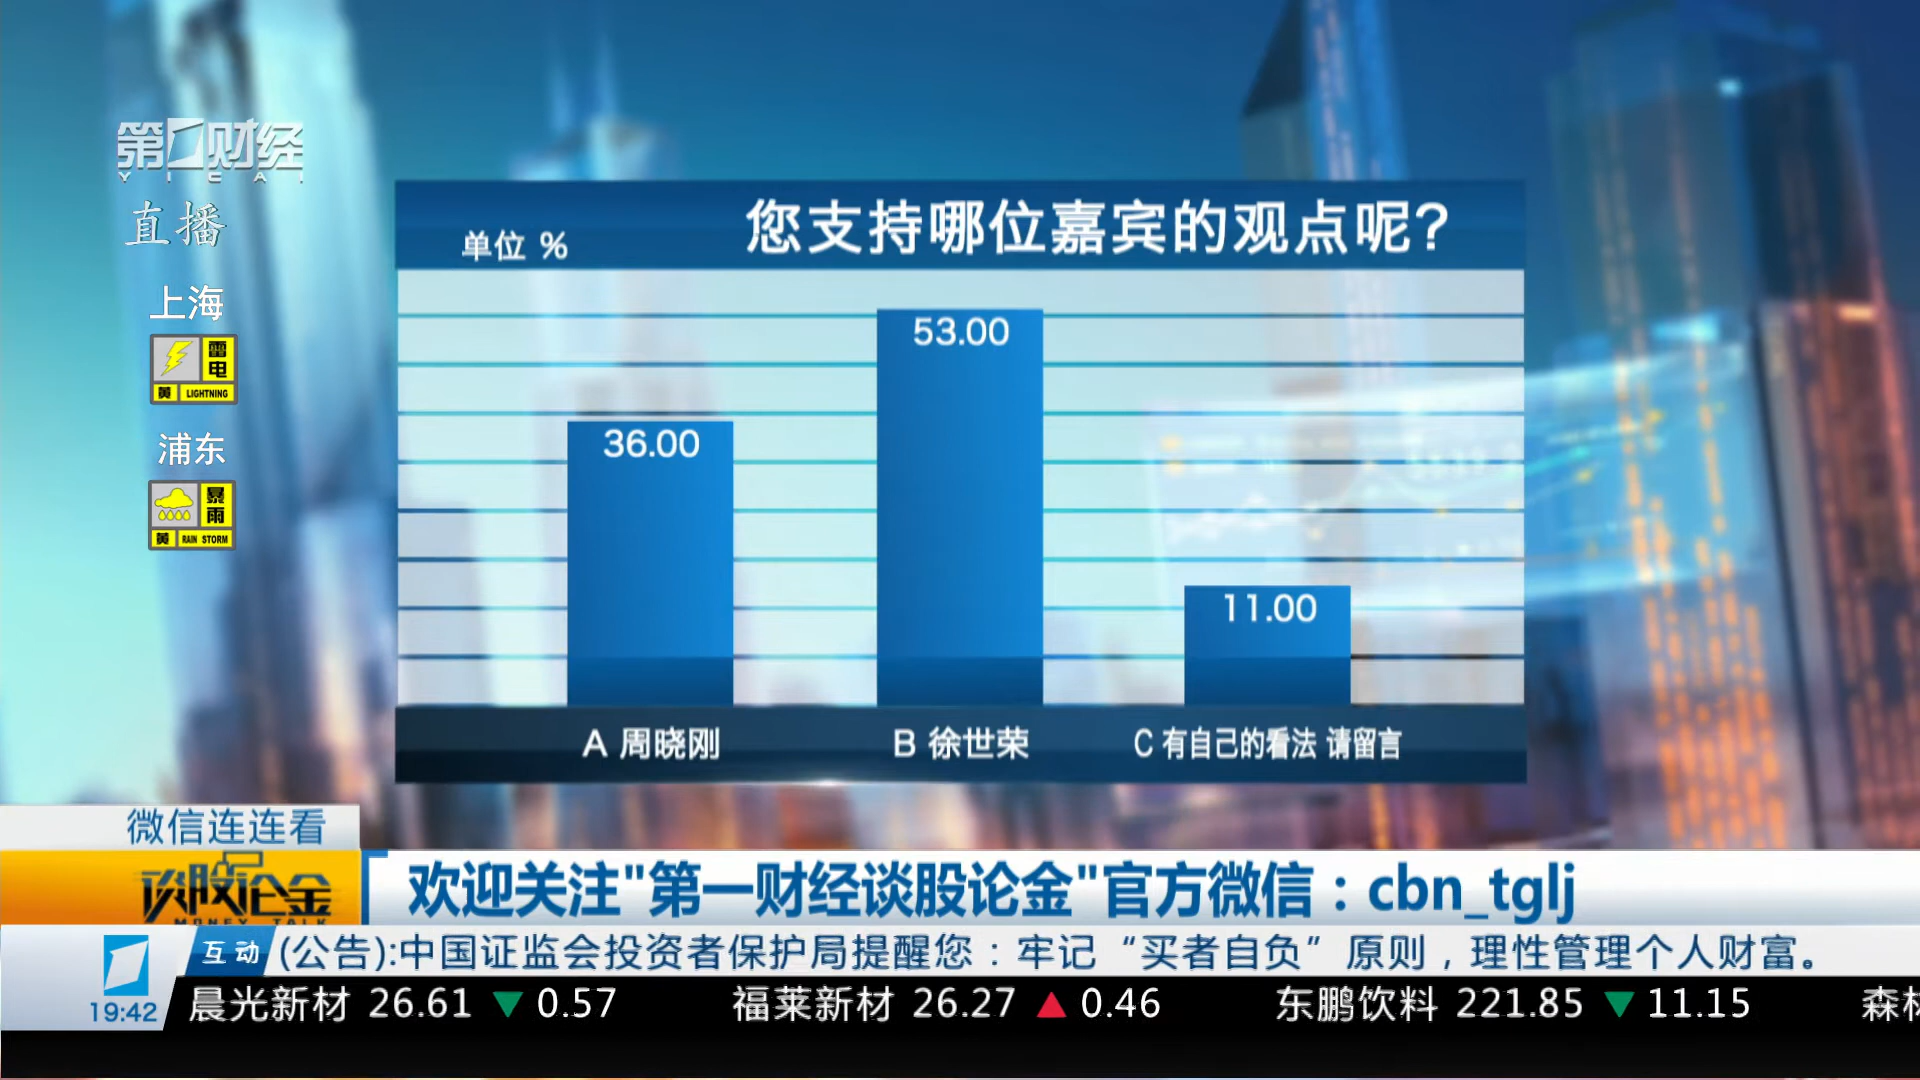 第1财经
YICAI
直播
上海
雷电
黄 LIGHTNING
浦东
暴雨
黄 RAIN STORM
单位 %
您支持哪位嘉宾的观点呢?
36.00
53.00
11.00
A 周晓刚
B 徐世荣
C 有自己的看法 请留言
微信连连看
谈股论金
MONEY TALK
欢迎关注"第一财经谈股论金"官方微信：cbn_tglj
互动
(公告):中国证监会投资者保护局提醒您：牢记“买者自负”原则，理性管理个人财富。
19:42
晨光新材 26.61 ▼ 0.57 福莱新材 26.27 ▲ 0.46 东鹏饮料 221.85 ▼ 11.15 森